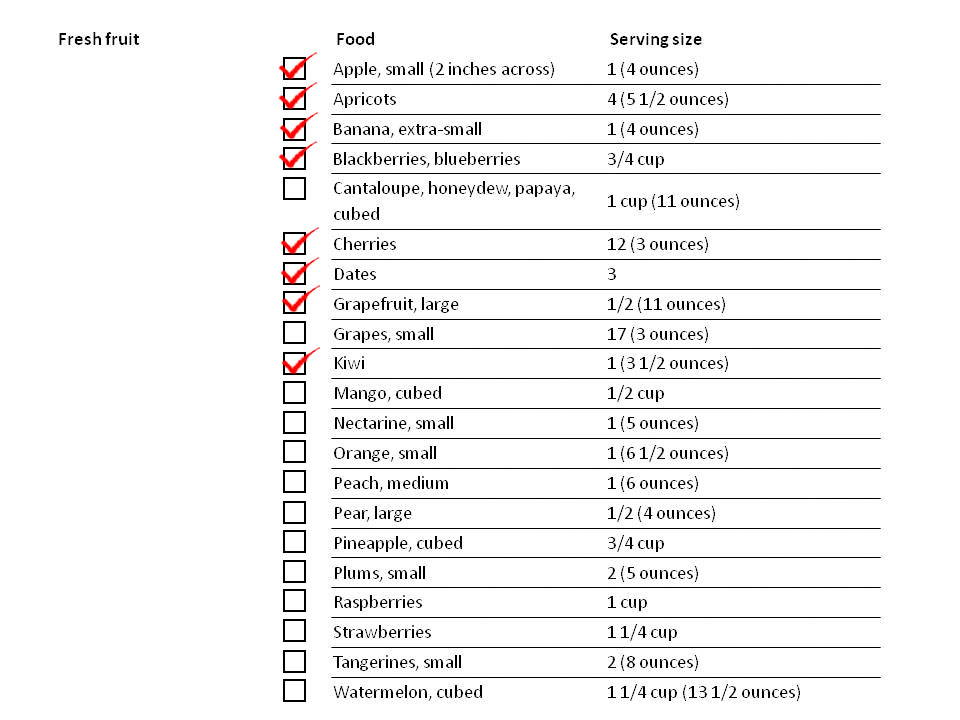 Fresh fruit Food Serving size
Apple, small (2 inches across) 1 (4 ounces)
Apricots 4 (5 1/2 ounces)
Banana, extra-small 1 (4 ounces)
Blackberries, blueberries 3/4 cup
Cantaloupe, honeydew, papaya,
cubed 1 cup (11 ounces)
Cherries 12 (3 ounces)
Dates 3
Grapefruit, large 1/2 (11 ounces)
Grapes, small 17 (3 ounces)
Kiwi 1 (3 1/2 ounces)
Mango, cubed 1/2 cup
Nectarine, small 1 (5 ounces)
Orange, small 1 (6 1/2 ounces)
Peach, medium 1 (6 ounces)
Pear, large 1/2 (4 ounces)
Pineapple, cubed 3/4 cup
Plums, small 2 (5 ounces)
Raspberries 1 cup
Strawberries 1 1/4 cup
Tangerines, small 2 (8 ounces)
Watermelon, cubed 1 1/4 cup (13 1/2 ounces)